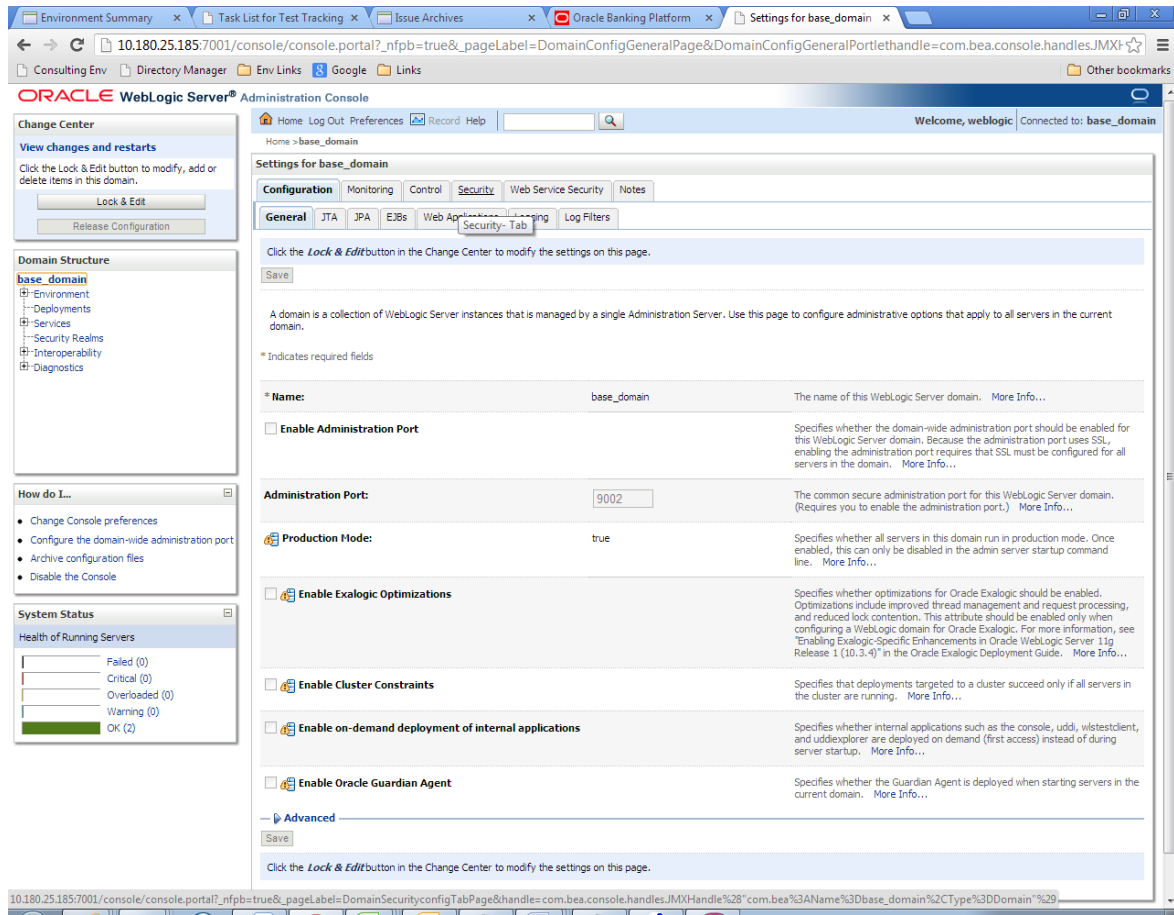 Environment Summary
Task List for Test Tracking
Issue Archives
Oracle Banking Platform
Settings for base_domain
10.180.25.185:7001/console/console.portal?_nfpb=true&_pageLabel=DomainConfigGeneralPage&DomainConfigGeneralPortlethandle=com.bea.console.handles.JMXH
Consulting Env
Directory Manager
Env Links
Google
Links
Other bookmarks
ORACLE WebLogic Server® Administration Console
Change Center
View changes and restarts
Click the Lock & Edit button to modify, add or
delete items in this domain.
Lock & Edit
Release Configuration
Domain Structure
base_domain
Environment
Deployments
Services
Security Realms
Interoperability
Diagnostics
How do I...
Change Console preferences
Configure the domain-wide administration port
Archive configuration files
Disable the Console
System Status
Health of Running Servers
Failed (0)
Critical (0)
Overloaded (0)
Warning (0)
OK (2)
Home Log Out Preferences Record Help
Welcome, weblogic Connected to: base_domain
Home >base_domain
Settings for base_domain
Configuration Monitoring Control Security Web Service Security Notes
General JTA JPA EJBs Web Applications Logging Log Filters
Security- Tab
Click the Lock & Edit button in the Change Center to modify the settings on this page.
Save
A domain is a collection of WebLogic Server instances that is managed by a single Administration Server. Use this page to configure administrative options that apply to all servers in the current
domain.
* Indicates required fields
* Name:
base_domain
The name of this WebLogic Server domain. More Info...
Enable Administration Port
Specifies whether the domain-wide administration port should be enabled for
this WebLogic Server domain. Because the administration port uses SSL,
enabling the administration port requires that SSL must be configured for all
servers in the domain. More Info...
Administration Port:
9002
The common secure administration port for this WebLogic Server domain.
(Requires you to enable the administration port.) More Info...
Production Mode:
true
Specifies whether all servers in this domain run in production mode. Once
enabled, this can only be disabled in the admin server startup command
line. More Info...
Enable Exalogic Optimizations
Specifies whether optimizations for Oracle Exalogic should be enabled.
Optimizations include improved thread management and request processing,
and reduced lock contention. This attribute should be enabled only when
configuring a WebLogic domain for Oracle Exalogic. For more information, see
"Enabling Exalogic-Specific Enhancements in Oracle WebLogic Server 11g
Release 1 (10.3.4)" in the Oracle Exalogic Deployment Guide. More Info...
Enable Cluster Constraints
Specifies that deployments targeted to a cluster succeed only if all servers in
the cluster are running. More Info...
Enable on-demand deployment of internal applications
Specifies whether internal applications such as the console, uddi, wlstestclient,
and uddiexplorer are deployed on demand (first access) instead of during
server startup. More Info...
Enable Oracle Guardian Agent
Specifies whether the Guardian Agent is deployed when starting servers in the
current domain. More Info...
Advanced
Save
Click the Lock & Edit button in the Change Center to modify the settings on this page.
10.180.25.185:7001/console/console.portal?_nfpb=true&_pageLabel=DomainSecurityconfigTabPage&handle=com.bea.console.handles.JMXHandle%28"com.bea%3AName%3Dbase_domain%2CType%3DDomain"%29